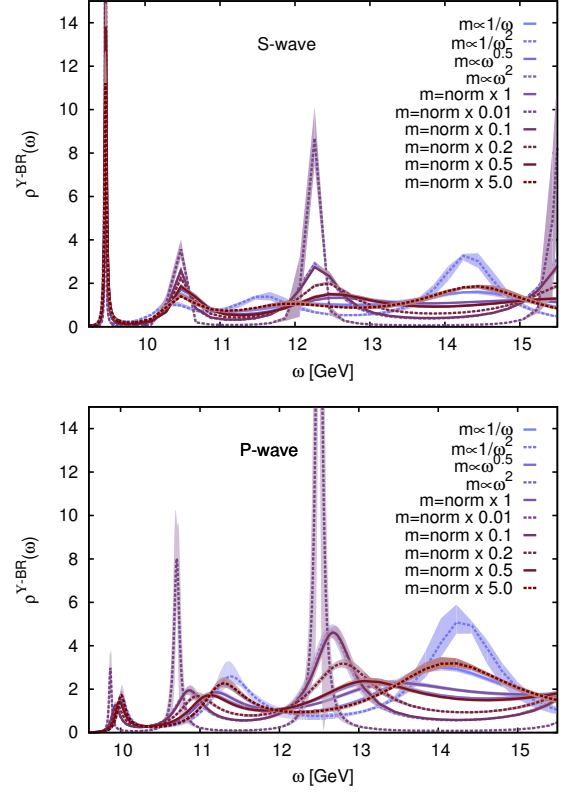 14
12
10
8
6
4
2
0
ρ^Υ-BR(ω)
S-wave
m∝1/ω
m∝1/ω²
m∝ω^0.5
m∝ω²
m=norm x 1
m=norm x 0.01
m=norm x 0.1
m=norm x 0.2
m=norm x 0.5
m=norm x 5.0
10 11 12 13 14 15
ω [GeV]
14
12
10
8
6
4
2
0
ρ^Υ-BR(ω)
P-wave
m∝1/ω
m∝1/ω²
m∝ω^0.5
m∝ω²
m=norm x 1
m=norm x 0.01
m=norm x 0.1
m=norm x 0.2
m=norm x 0.5
m=norm x 5.0
10 11 12 13 14 15
ω [GeV]